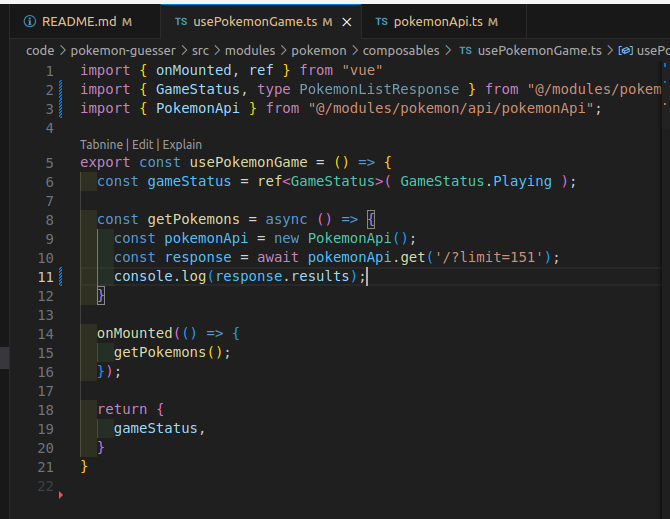 README.md M
TS usePokemonGame.ts M ×
TS pokemonApi.ts M
code > pokemon-guesser > src > modules > pokemon > composables > TS usePokemonGame.ts > usePo
1 import { onMounted, ref } from "vue"
2 import { GameStatus, type PokemonListResponse } from "@/modules/pokem
3 import { PokemonApi } from "@/modules/pokemon/api/pokemonApi";
4
Tabnine | Edit | Explain
5 export const usePokemonGame = () => {
6 const gameStatus = ref<GameStatus>( GameStatus.Playing );
7
8 const getPokemons = async () => {
9 const pokemonApi = new PokemonApi();
10 const response = await pokemonApi.get('/?limit=151');
11 console.log(response.results);
12 }
13
14 onMounted(() => {
15 getPokemons();
16 });
17
18 return {
19 gameStatus,
20 }
21 }
22